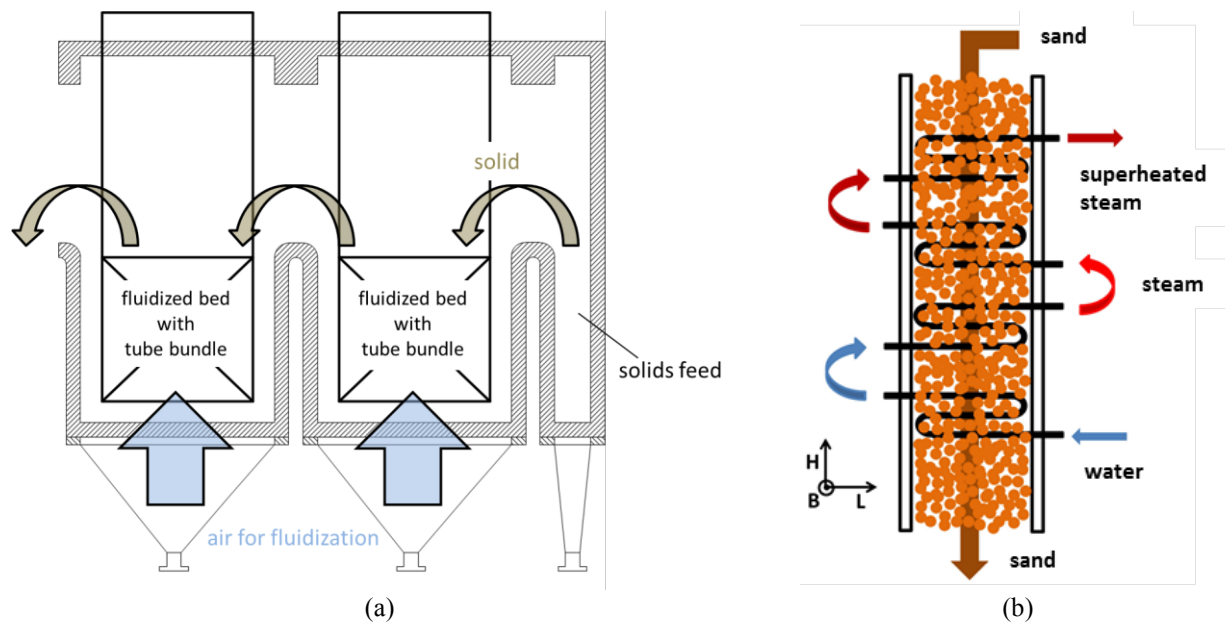 solid
fluidized bed
with
tube bundle
fluidized bed
with
tube bundle
solids feed
air for fluidization
(a)
sand
superheated
steam
steam
H
B
L
water
sand
(b)